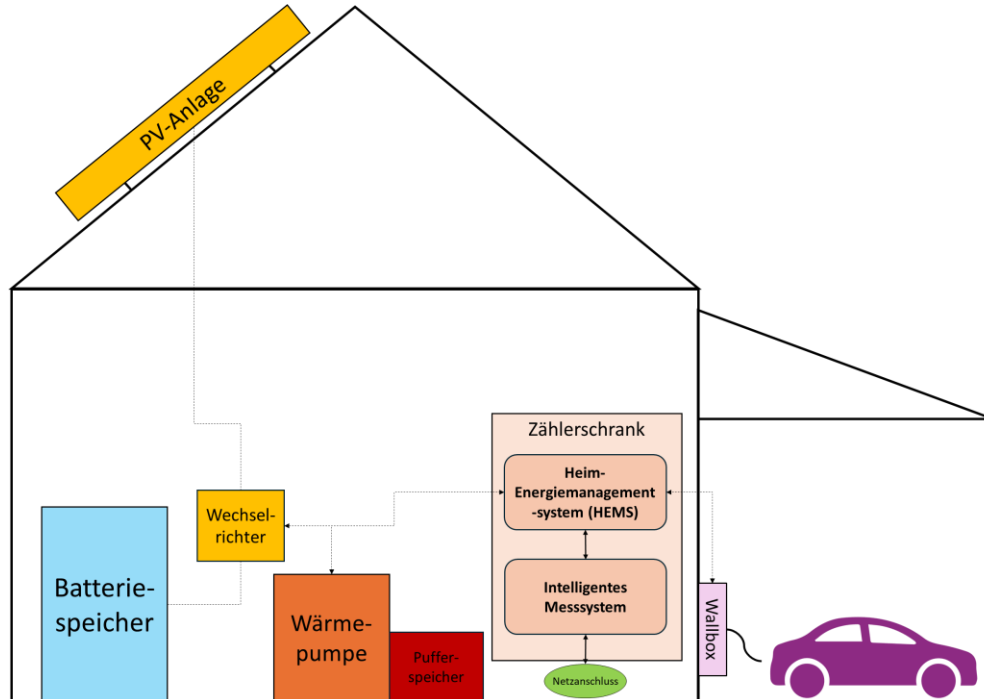 PV-Anlage
Zählerschrank
Heim-
Energiemanagement
-system (HEMS)
Wechsel-
richter
Batterie-
speicher
Intelligentes
Messsystem
Wärme-
pumpe
Puffer-
speicher
Wallbox
Netzanschluss